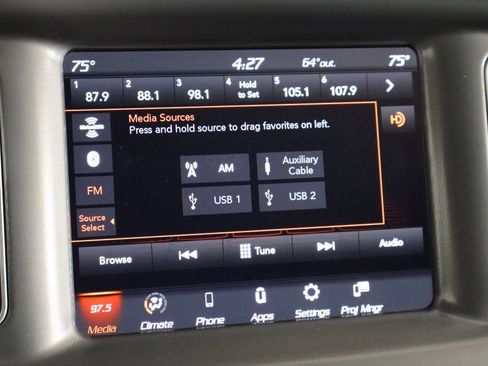 75° 4:27 64° out. 75°
1 2 3 4 5 6
87.9 88.1 98.1 Hold to Set 105.1 107.9
Media Sources
Press and hold source to drag favorites on left.
HD
AM
Auxiliary
Cable
FM
USB 1 USB 2
Source
Select
Browse Tune Audio
97.5
Media Climate Phone Apps Settings Proj Mngr